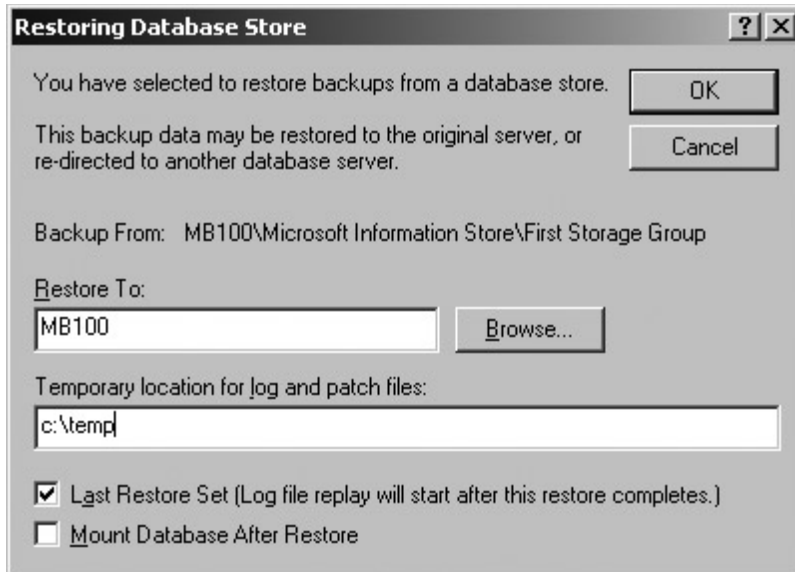 Restoring Database Store
You have selected to restore backups from a database store.
OK
This backup data may be restored to the original server, or
re-directed to another database server.
Cancel
Backup From: MB100\Microsoft Information Store\First Storage Group
Restore To:
MB100
Browse...
Temporary location for log and patch files:
c:\temp
Last Restore Set (Log file replay will start after this restore completes.)
Mount Database After Restore